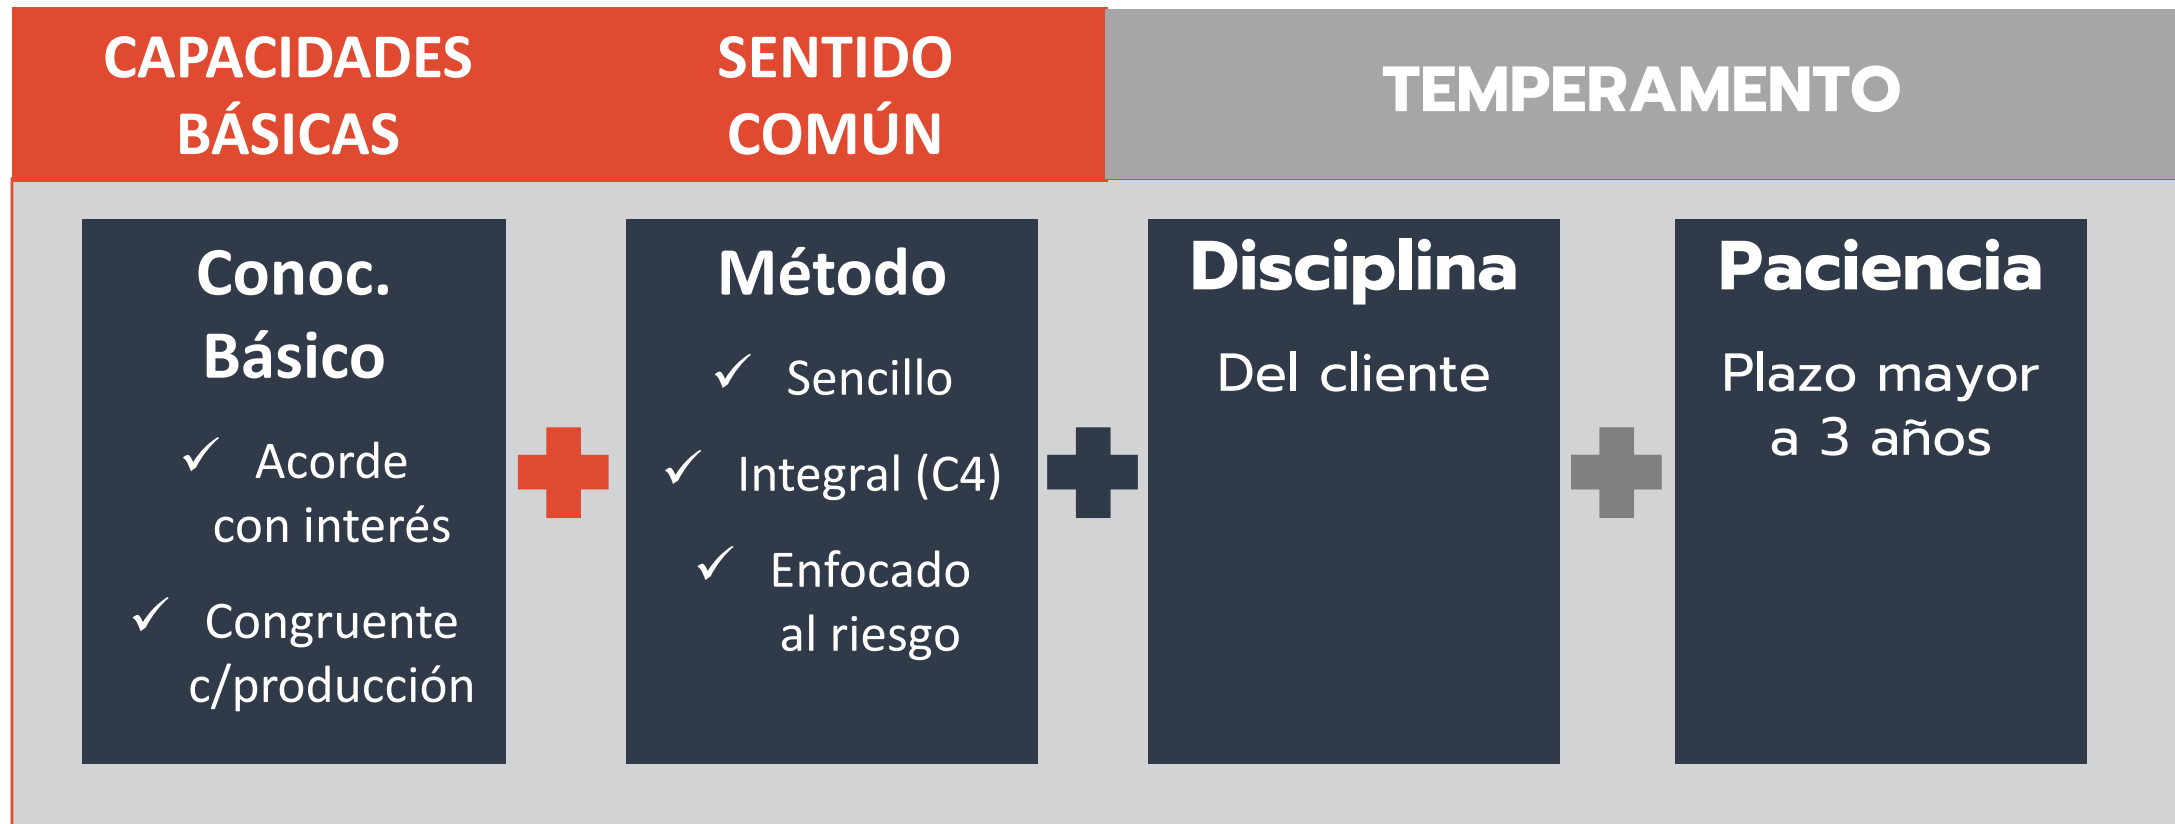 CAPACIDADES
BÁSICAS
SENTIDO
COMÚN
TEMPERAMENTO
Conoc.
Básico
✓ Acorde
con interés
✓ Congruente
c/producción
Método
✓ Sencillo
✓ Integral (C4)
✓ Enfocado
al riesgo
Disciplina
Del cliente
Paciencia
Plazo mayor
a 3 años